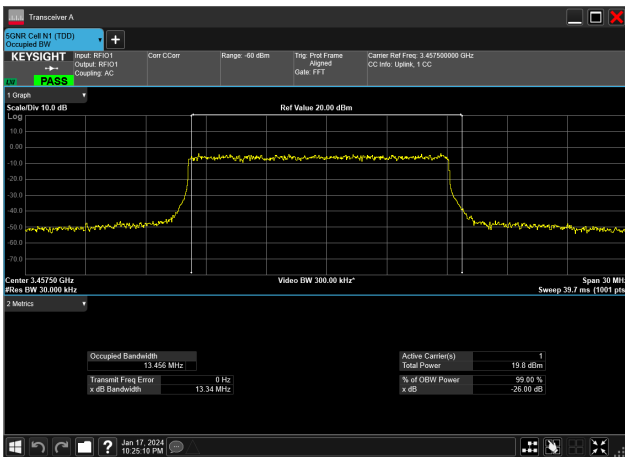 Transceiver A
5GNR Cell N1 (TDD)
Occupied BW
KEYSIGHT
PASS
Input: RFIO1
Output: RFIO1
Coupling: AC
Corr CCorr
Range: -60 dBm
Trig: Prot Frame
Aligned
Gate: FFT
Carrier Ref Freq: 3.457500000 GHz
CC Info: Uplink, 1 CC
1 Graph
Scale/Div 10.0 dB
Ref Value 20.00 dBm
Log
10.0
0.00
-10.0
-20.0
-30.0
-40.0
-50.0
-60.0
-70.0
Center 3.45750 GHz
Video BW 300.00 kHz*
Span 30 MHz
#Res BW 30.000 kHz
Sweep 39.7 ms (1001 pts
2 Metrics
Occupied Bandwidth
13.456 MHz
Active Carrier(s) 1
Total Power 19.8 dBm
Transmit Freq Error 0 Hz
x dB Bandwidth 13.34 MHz
% of OBW Power 99.00 %
x dB -26.00 dB
Jan 17, 2024
10:25:10 PM